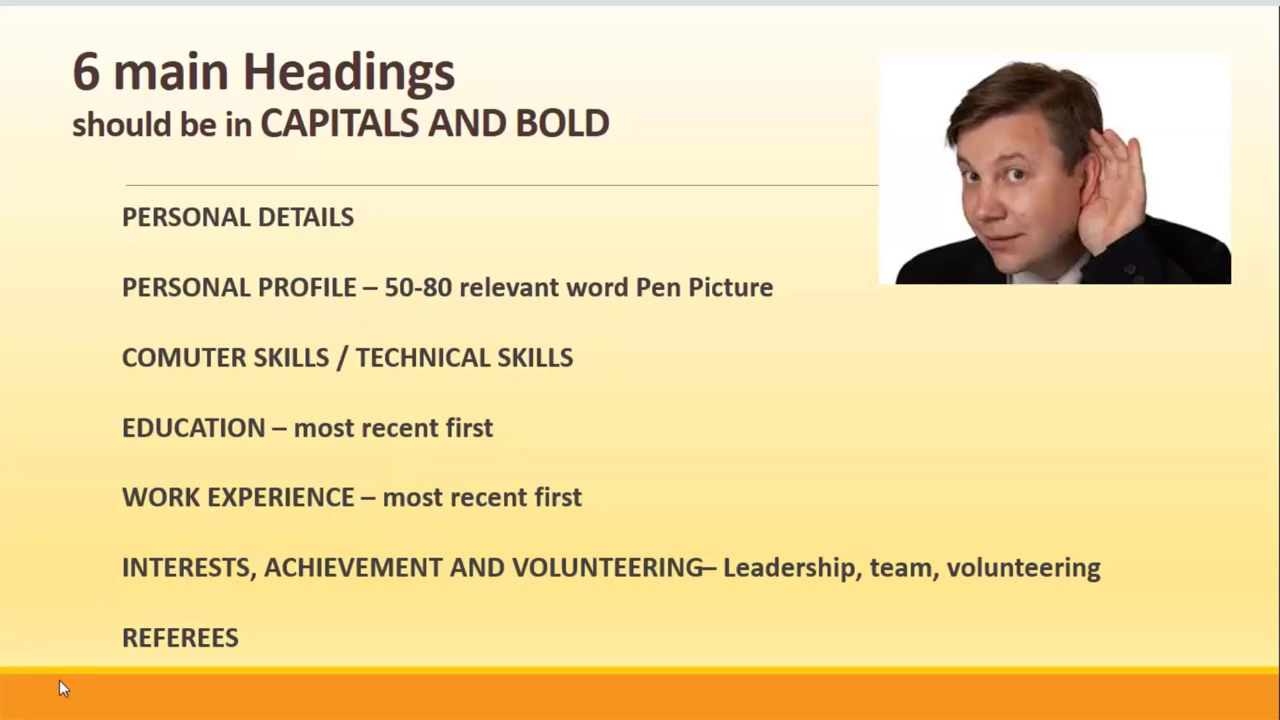 6 main Headings
should be in CAPITALS AND BOLD
PERSONAL DETAILS
PERSONAL PROFILE – 50-80 relevant word Pen Picture
COMUTER SKILLS / TECHNICAL SKILLS
EDUCATION – most recent first
WORK EXPERIENCE – most recent first
INTERESTS, ACHIEVEMENT AND VOLUNTEERING– Leadership, team, volunteering
REFEREES